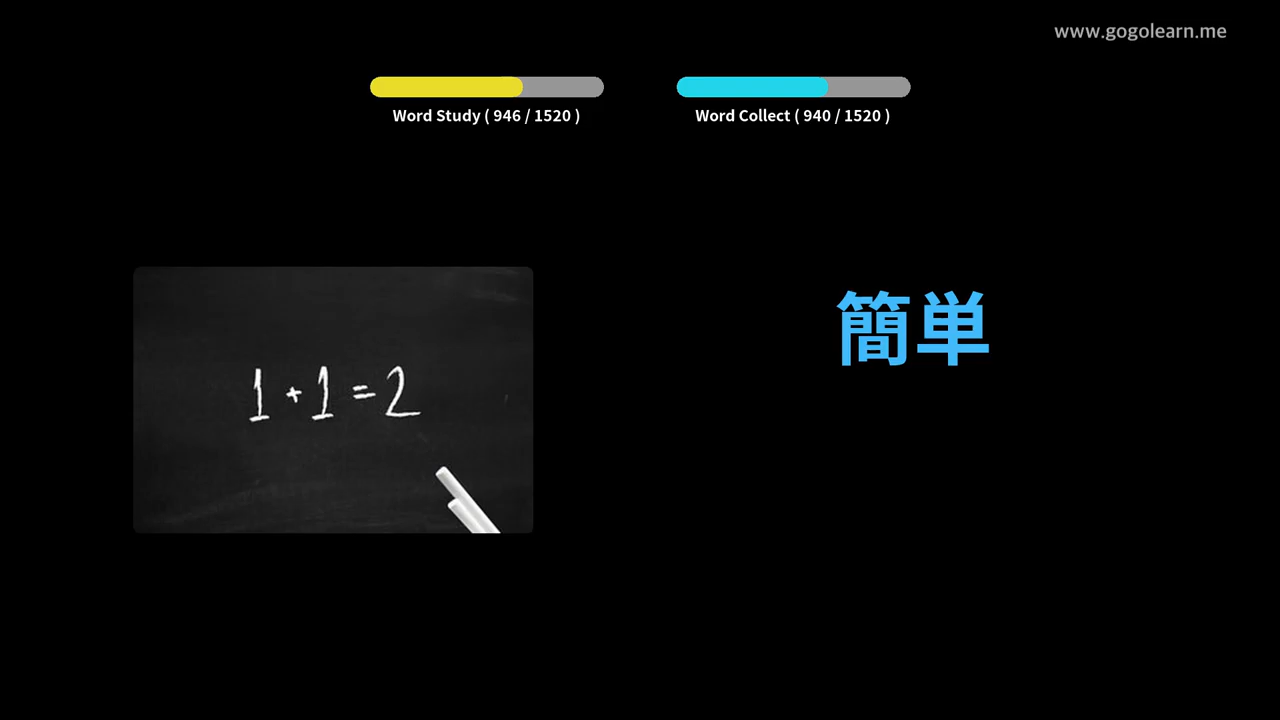 www.gogolearn.me
Word Study ( 946 / 1520 )
Word Collect ( 940 / 1520 )
簡単
1 + 1 = 2